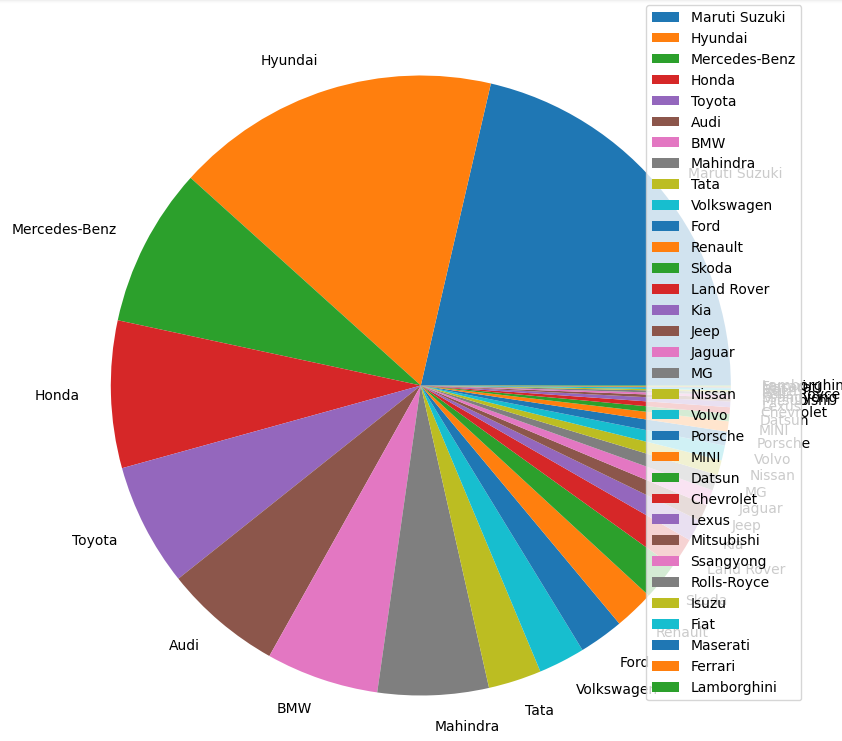 Hyundai
Mercedes-Benz
Honda
Toyota
Audi
BMW
Mahindra
Tata
Volkswagen
Ford
Renault
Skoda
Land Rover
Kia
Jeep
Jaguar
MG
Nissan
Volvo
Porsche
MINI
Datsun
Chevrolet
Lexus
Maruti Suzuki
Maruti Suzuki
Hyundai
Mercedes-Benz
Honda
Toyota
Audi
BMW
Mahindra
Tata
Volkswagen
Ford
Renault
Skoda
Land Rover
Kia
Jeep
Jaguar
MG
Nissan
Volvo
Porsche
MINI
Datsun
Chevrolet
Lexus
Mitsubishi
Ssangyong
Rolls-Royce
Isuzu
Fiat
Maserati
Ferrari
Lamborghini